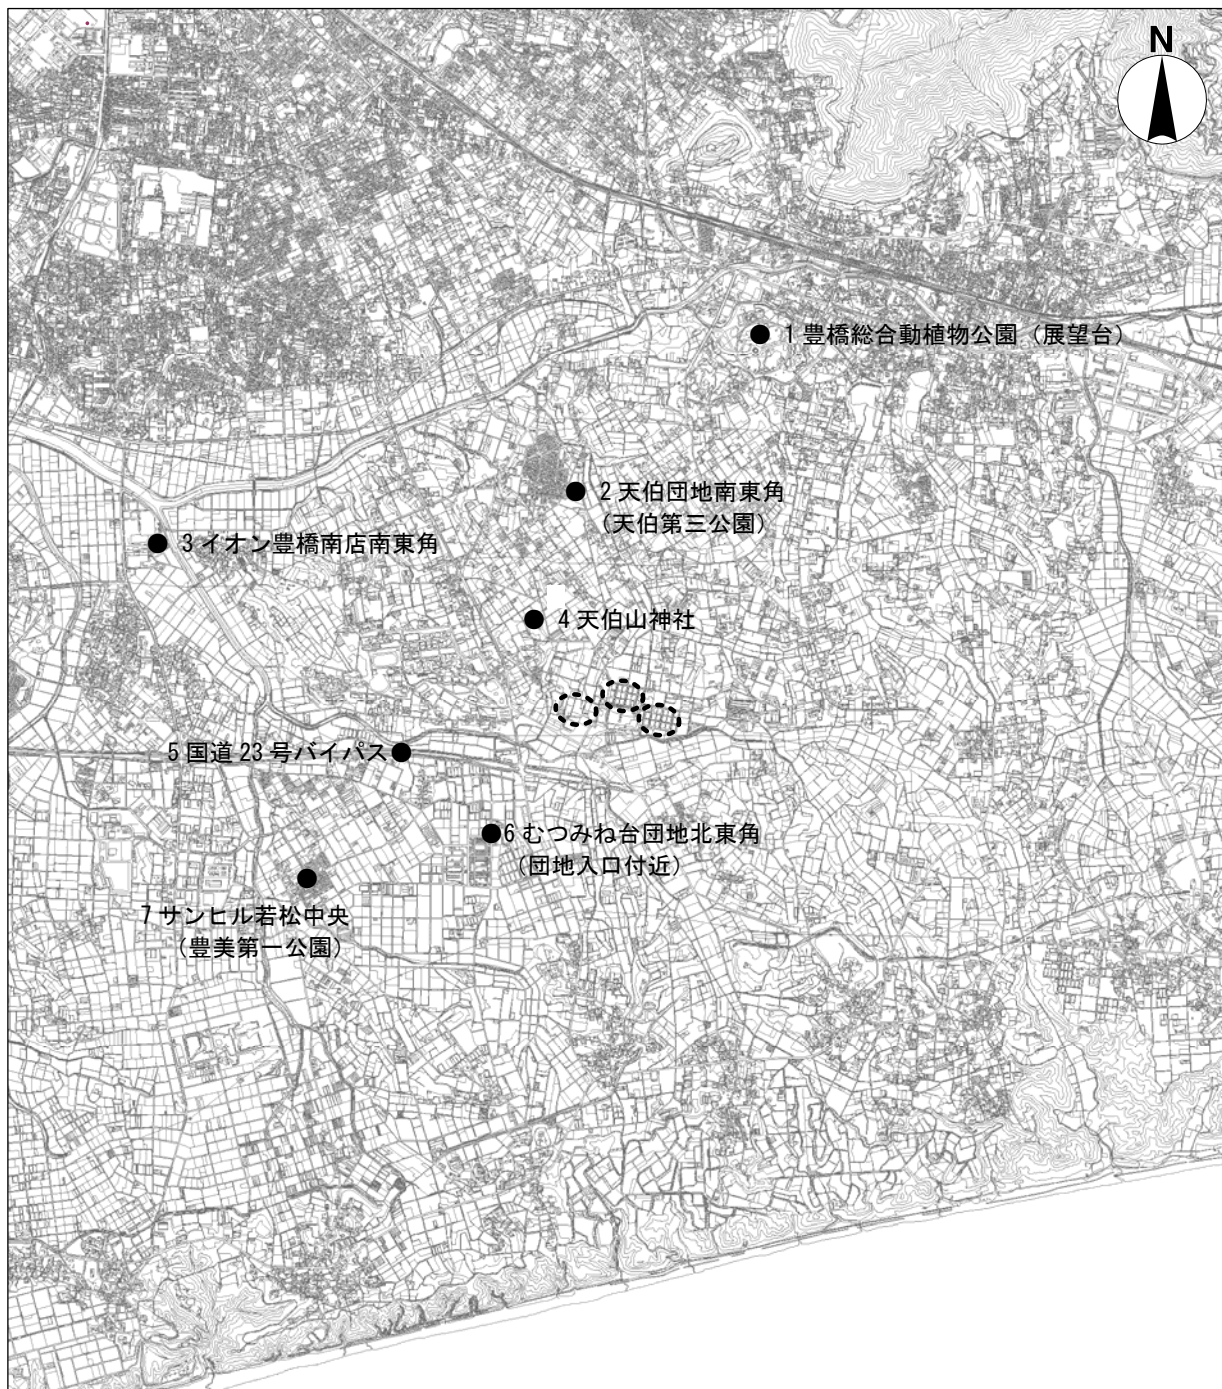 N
1 豊橋総合動植物公園（展望台）
2 天伯団地南東角
（天伯第三公園）
3 イオン豊橋南店南東角
4 天伯山神社
5 国道 23 号バイパス
6 むつみね台団地北東角
（団地入口付近）
7 サンヒル若松中央
（豊美第一公園）